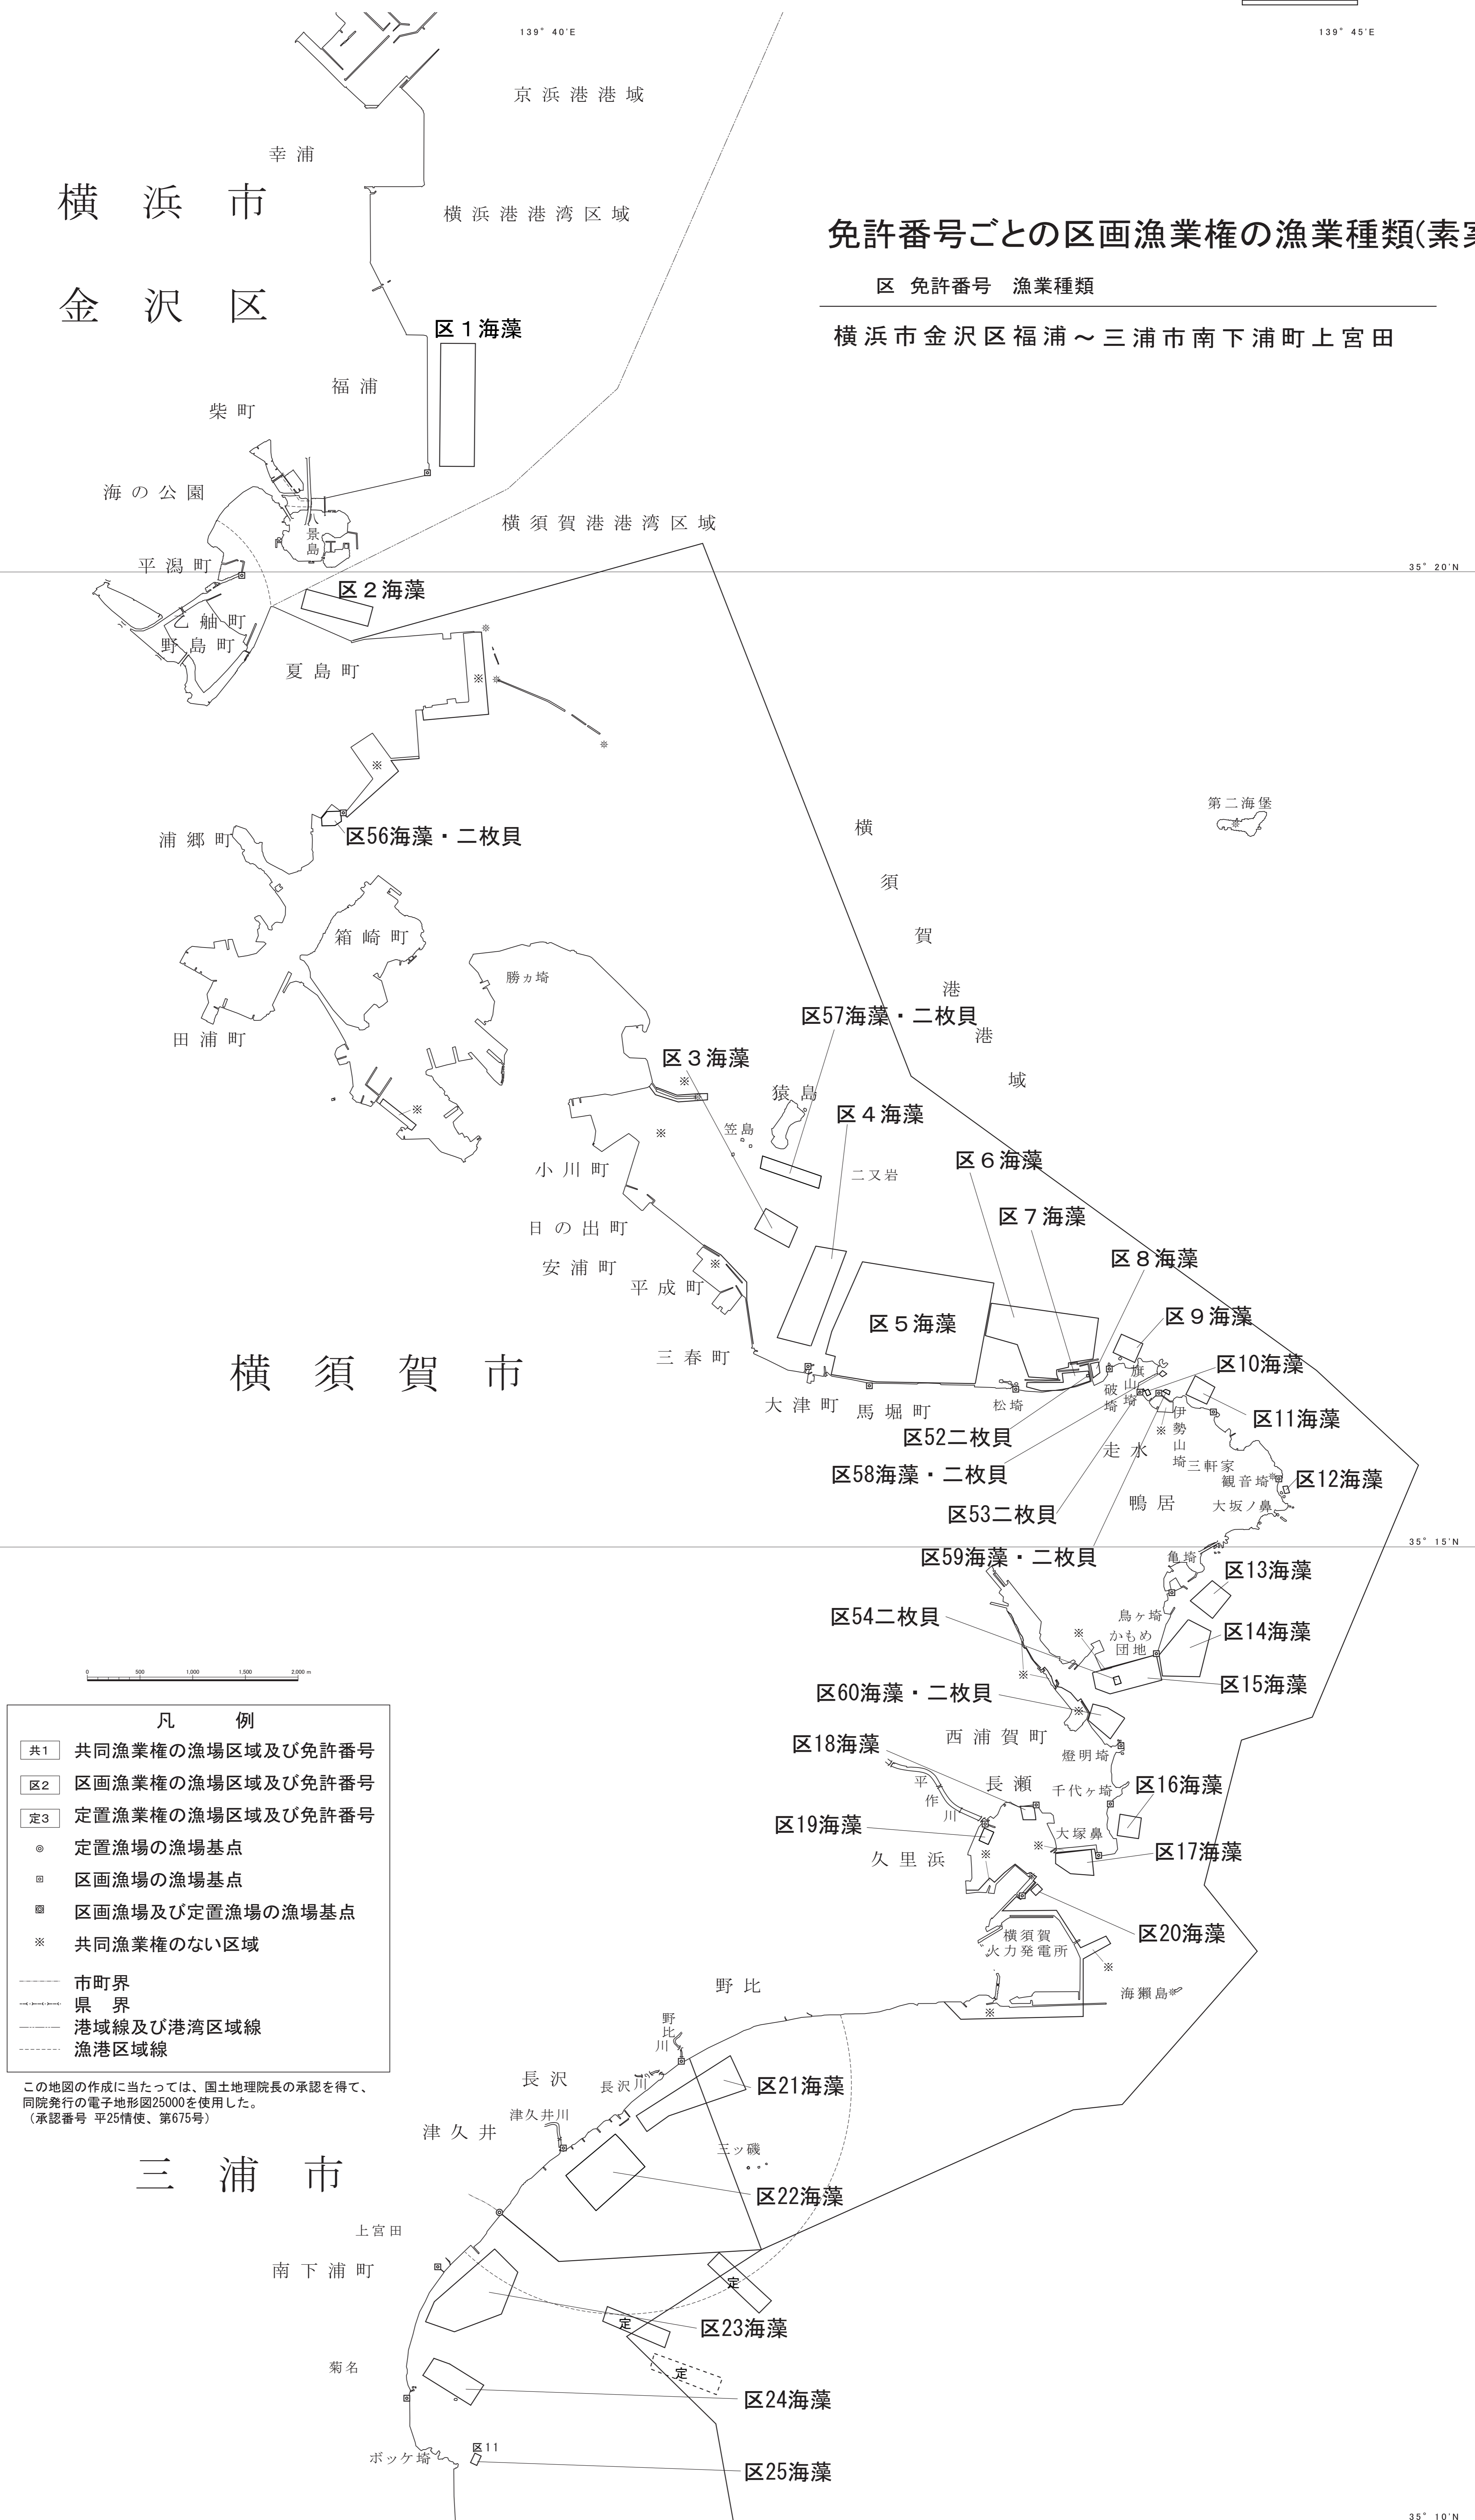 139° 40'E
139° 45'E
京浜港港域
幸浦
横浜市
横浜港港湾区域
免許番号ごとの区画漁業権の漁業種類(素案
区 免許番号 漁業種類
金沢区
区１海藻
横浜市金沢区福浦～三浦市南下浦町上宮田
福浦
柴町
海の公園
横須賀港港湾区域
八景島
平潟町
35° 20'N
区２海藻
乙舳町
野島町
夏島町
※
※
第二海堡
横須賀港港域
浦郷町
区56海藻・二枚貝
箱崎町
勝ヵ埼
田浦町
区57海藻・二枚貝
区３海藻
※
猿島
※
区４海藻
笠島
※
小川町
二又岩
区６海藻
区７海藻
日の出町
安浦町
※
平成町
区８海藻
区５海藻
区９海藻
三春町
横須賀市
区10海藻
旗山埼
破埼
大津町
馬堀町
松埼
区11海藻
伊勢山埼
※
区52二枚貝
走水
三軒家
区58海藻・二枚貝
観音埼
区12海藻
鴨居
大坂ノ鼻
区53二枚貝
35° 15'N
区59海藻・二枚貝
亀埼
区13海藻
区54二枚貝
鳥ヶ埼
※
かもめ
団地
区14海藻
※
区15海藻
区60海藻・二枚貝
※
西浦賀町
区18海藻
燈明埼
長瀬
千代ヶ埼
区16海藻
平作川
区19海藻
大塚鼻
※
久里浜
※
区17海藻
区20海藻
横須賀
火力発電所
※
海獺島
※
野比
野比川
長沢
長沢川
区21海藻
津久井川
津久井
三ッ磯
区22海藻
三浦市
上宮田
南下浦町
定
定
区23海藻
菊名
定
区24海藻
区11
ボッケ埼
区25海藻
35° 10'N
0 500 1,000 1,500 2,000 m
凡例
共1 共同漁業権の漁場区域及び免許番号
区2 区画漁業権の漁場区域及び免許番号
定3 定置漁業権の漁場区域及び免許番号
定置漁場の漁場基点
区画漁場の漁場基点
区画漁場及び定置漁場の漁場基点
※ 共同漁業権のない区域
市町界
県界
港域線及び港湾区域線
漁港区域線
この地図の作成に当たっては、国土地理院長の承認を得て、
同院発行の電子地形図25000を使用した。
（承認番号 平25情使、第675号）